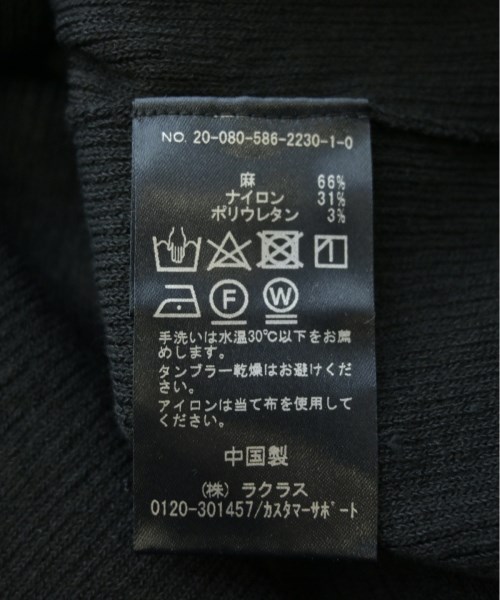 NO. 20-080-586-2230-1-0
麻 66%
ナイロン 31%
ポリウレタン 3%
F W
手洗いは水温30℃以下をお薦
めします。
タンブラー乾燥はお避けくだ
さい。
アイロンは当て布を使用して
ください。
中国製
(株) ラクラス
0120-301457/カスタマーサポート